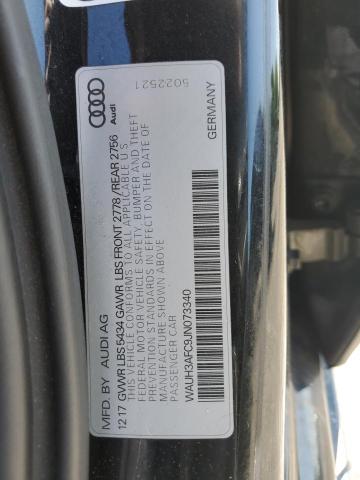 Audi
5022521
GERMANY
MFD. BY AUDI AG
12 17 GVWR LBS 5434 GAWR LBS FRONT 2778 / REAR 2756
THIS VEHICLE CONFORMS TO ALL APPLICABLE U S
FEDERAL MOTOR VEHICLE SAFETY, BUMPER AND THEFT
PREVENTION STANDARDS IN EFFECT ON THE DATE OF
MANUFACTURE SHOWN ABOVE
PASSENGER CAR
WAUH3AFC9JN073340